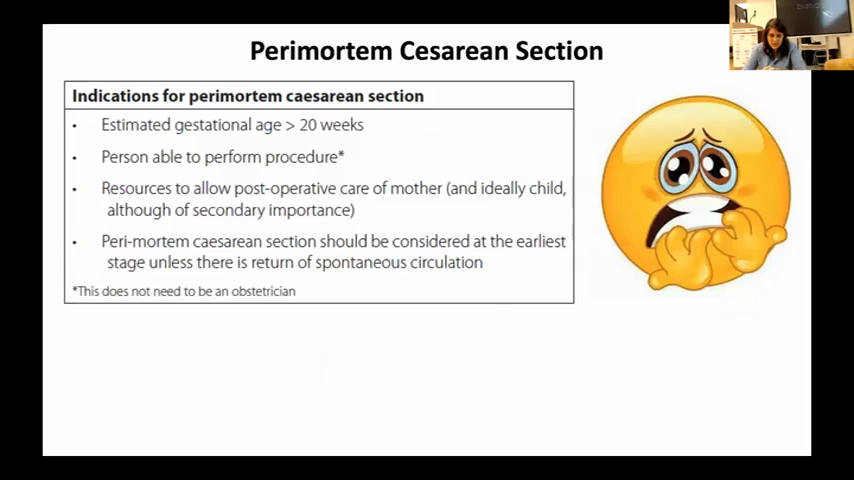 Perimortem Cesarean Section
Indications for perimortem caesarean section
• Estimated gestational age > 20 weeks
• Person able to perform procedure*
• Resources to allow post-operative care of mother (and ideally child,
although of secondary importance)
• Peri-mortem caesarean section should be considered at the earliest
stage unless there is return of spontaneous circulation
*This does not need to be an obstetrician